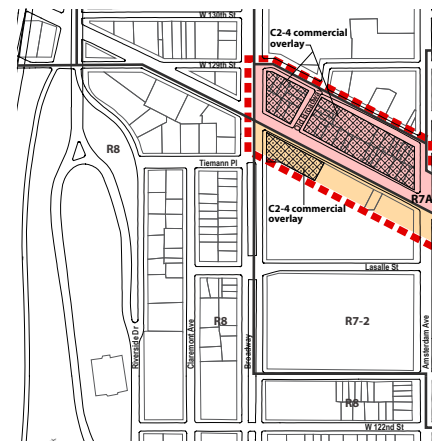 W 130th St
C2-4 commercial
overlay
W 129th St
R8
Tiemann Pl
R7A
C2-4 commercial
overlay
Lasalle St
Riverside Dr
Claremont Ave
R8
Broadway
R7-2
Amsterdam Ave
R8
W 122nd St